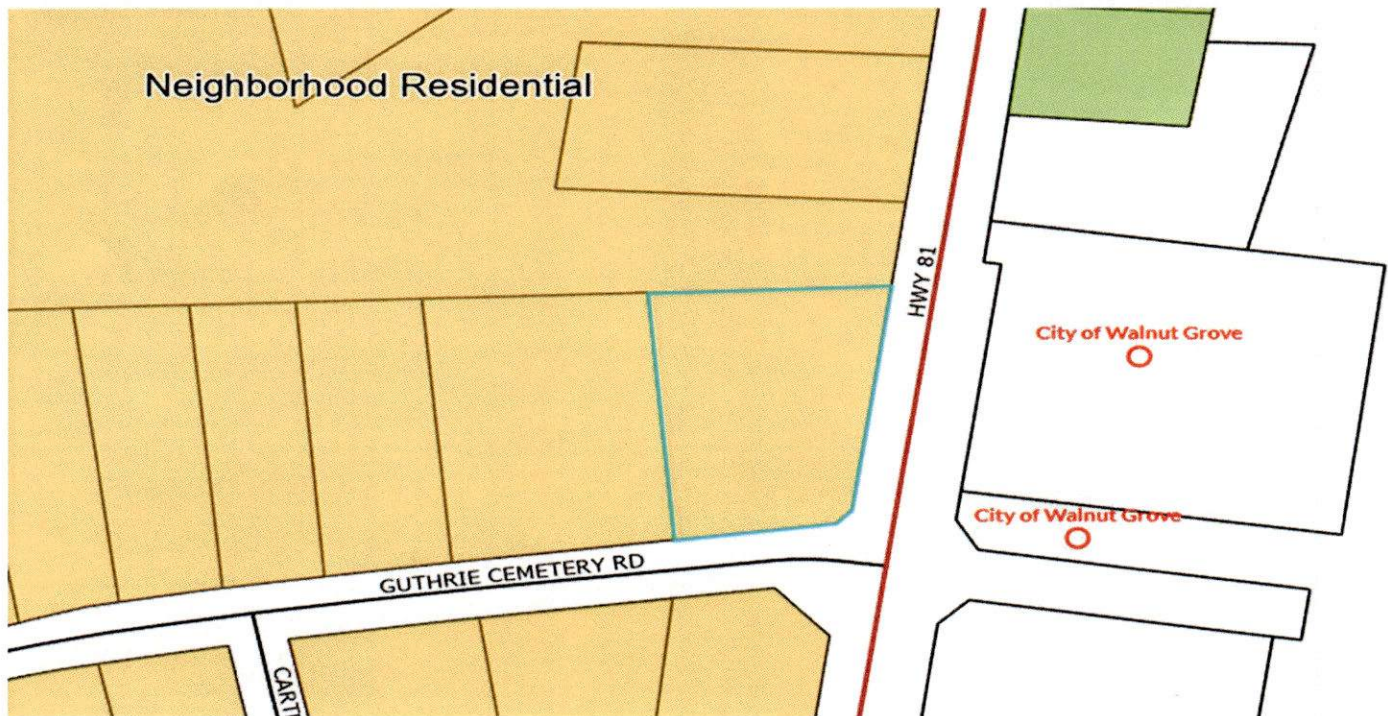 Neighborhood Residential
HWY 81
City of Walnut Grove
City of Walnut Grove
GUTHRIE CEMETERY RD